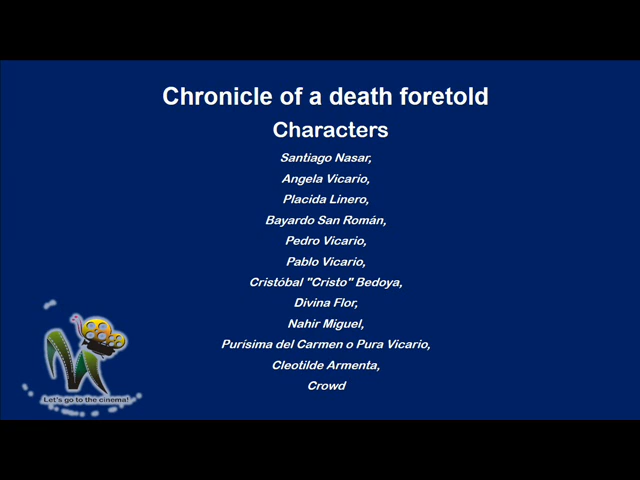 Chronicle of a death foretold
Characters
Santiago Nasar,
Angela Vicario,
Placida Linero,
Bayardo San Román,
Pedro Vicario,
Pablo Vicario,
Cristóbal "Cristo" Bedoya,
Divina Flor,
Nahir Miguel,
Purísima del Carmen o Pura Vicario,
Cleotilde Armenta,
Crowd
Let's go to the cinema!